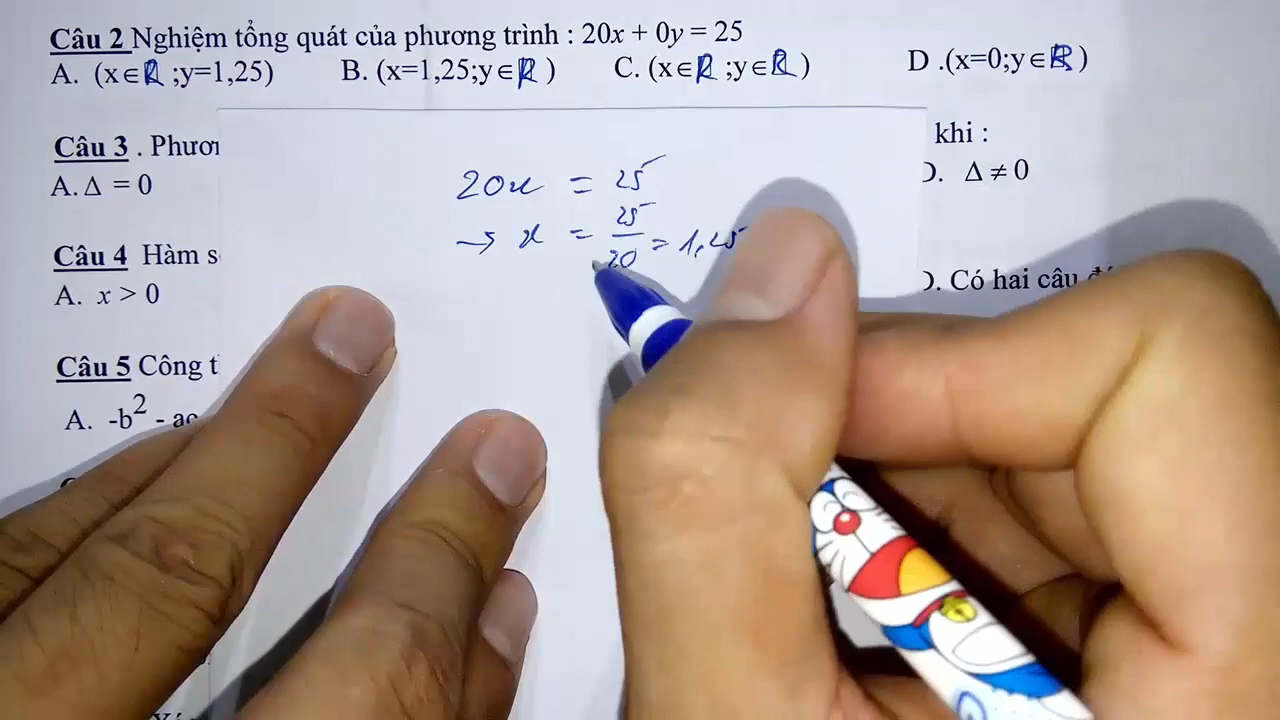 Câu 2 Nghiệm tổng quát của phương trình : 20x + 0y = 25
A. (x∈R ;y=1,25) B. (x=1,25;y∈R ) C. (x∈R ;y∈R ) D .(x=0;y∈R )
Câu 3 . Phươn khi :
A. Δ = 0 D. Δ ≠ 0
20x = 25
→ x = 25/20 = 1,25
Câu 4 Hàm s
A. x > 0 D. Có hai câu
Câu 5 Công t
A. -b² - ac